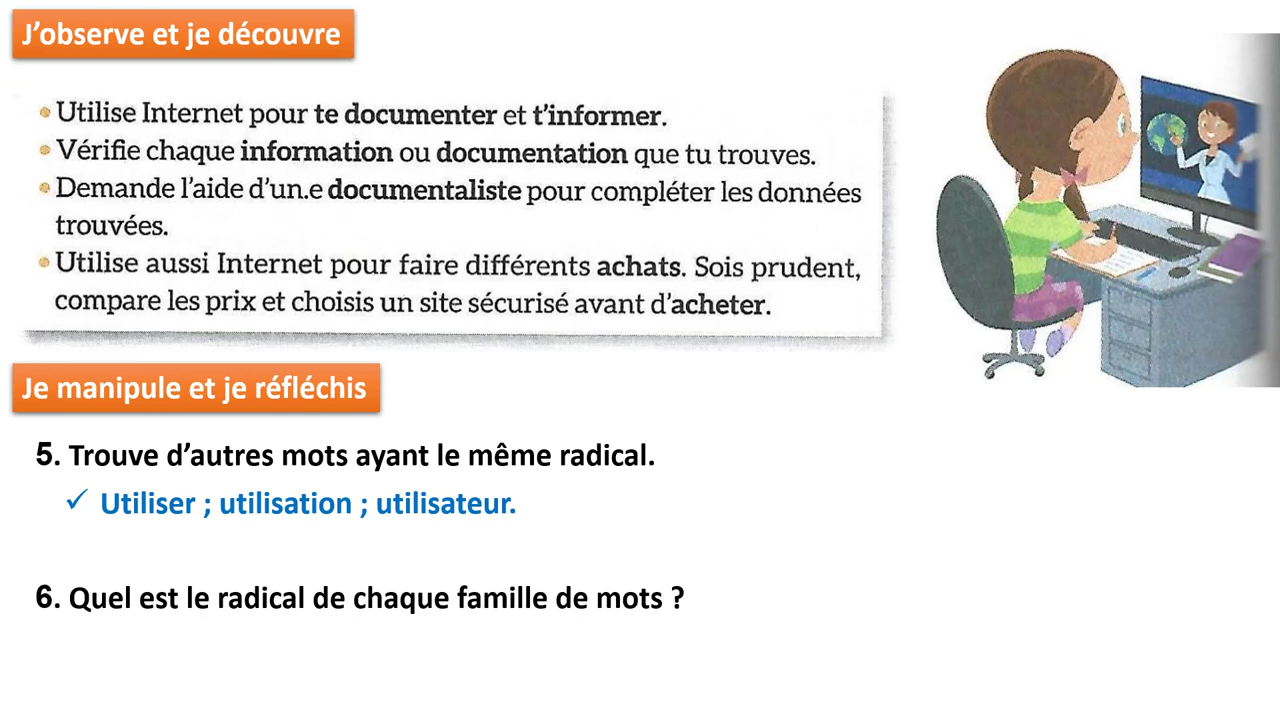 J'observe et je découvre
• Utilise Internet pour te documenter et t'informer.
• Vérifie chaque information ou documentation que tu trouves.
• Demande l'aide d'un.e documentaliste pour compléter les données
trouvées.
• Utilise aussi Internet pour faire différents achats. Sois prudent,
compare les prix et choisis un site sécurisé avant d'acheter.
Je manipule et je réfléchis
5. Trouve d'autres mots ayant le même radical.
✓ Utiliser ; utilisation ; utilisateur.
6. Quel est le radical de chaque famille de mots ?